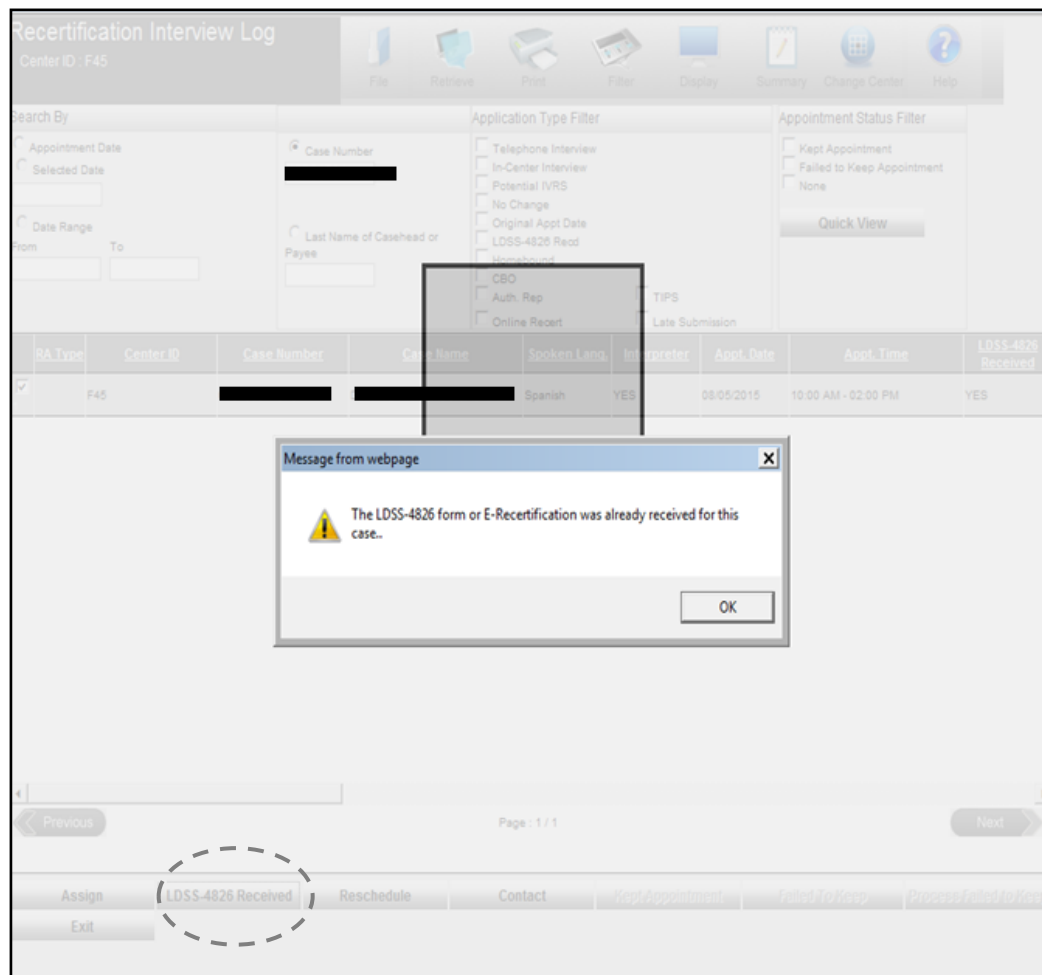 Recertification Interview Log
Center ID : F45
File Retrieve Print Filter Display Summary Change Center Help
Search By
Appointment Date
Selected Date
Date Range
From To
Case Number
Last Name of Casehead or
Payee
Application Type Filter
Telephone Interview
In-Center Interview
Potential IVRS
No Change
Original Appt Date
LDSS-4826 Recd
Homebound
CBO
Auth. Rep TIPS
Online Recert Late Submission
Appointment Status Filter
Kept Appointment
Failed to Keep Appointment
None
Quick View
RA Type Center ID Case Number Case Name Spoken Lang. Interpreter Appt. Date Appt. Time LDSS-4826
Received
F45 Spanish YES 08/05/2015 10:00 AM - 02:00 PM YES
Message from webpage
The LDSS-4826 form or E-Recertification was already received for this
case..
OK
Previous Page : 1 / 1 Next
Assign LDSS-4826 Received Reschedule Contact Kept Appointment Failed To Keep Process Failed to Kee
Exit